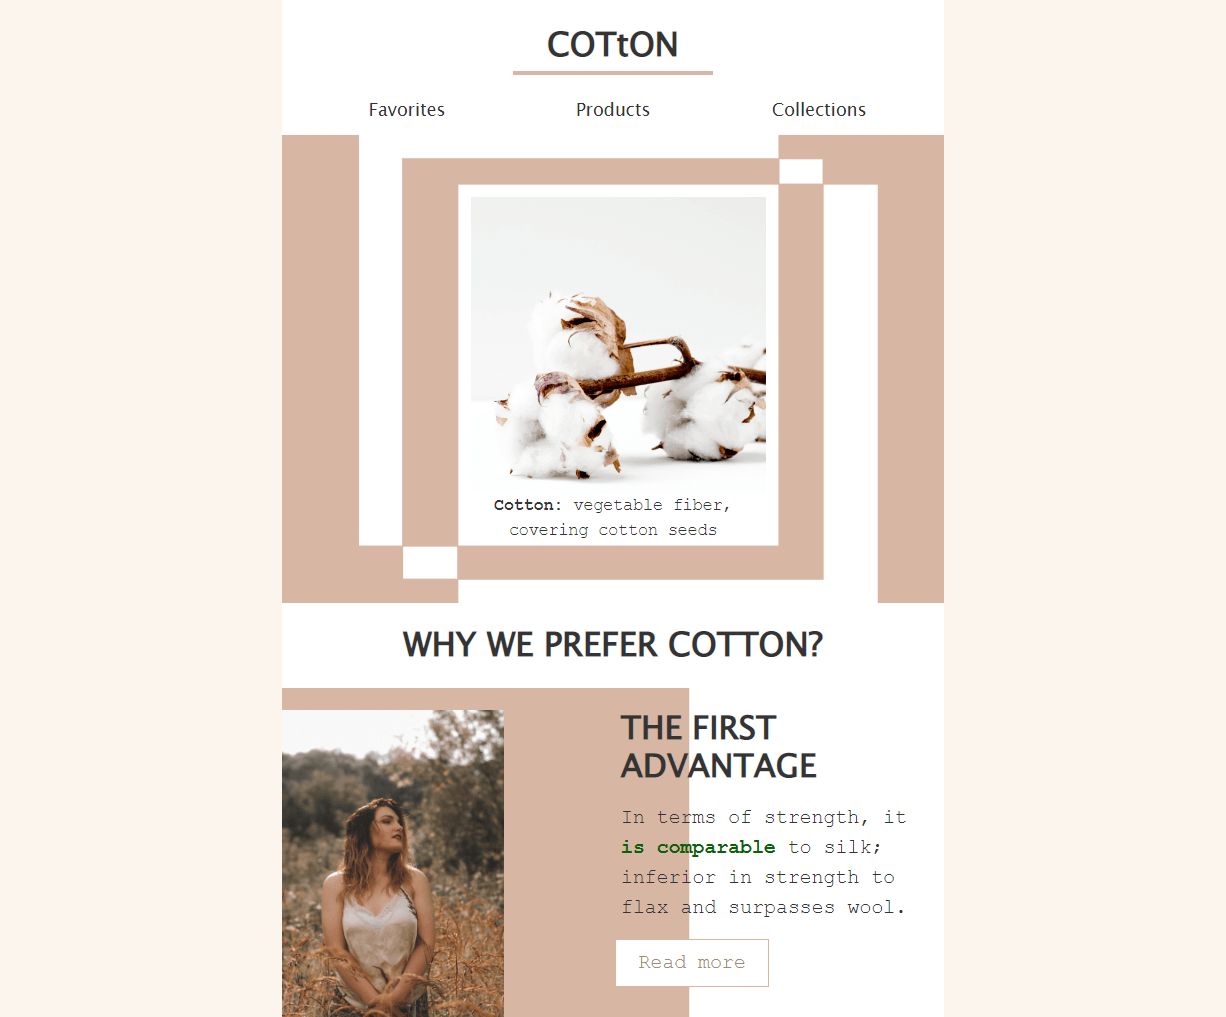 COTtON
Favorites Products Collections
Cotton: vegetable fiber,
covering cotton seeds
WHY WE PREFER COTTON?
THE FIRST
ADVANTAGE
In terms of strength, it
is comparable to silk;
inferior in strength to
flax and surpasses wool.
Read more